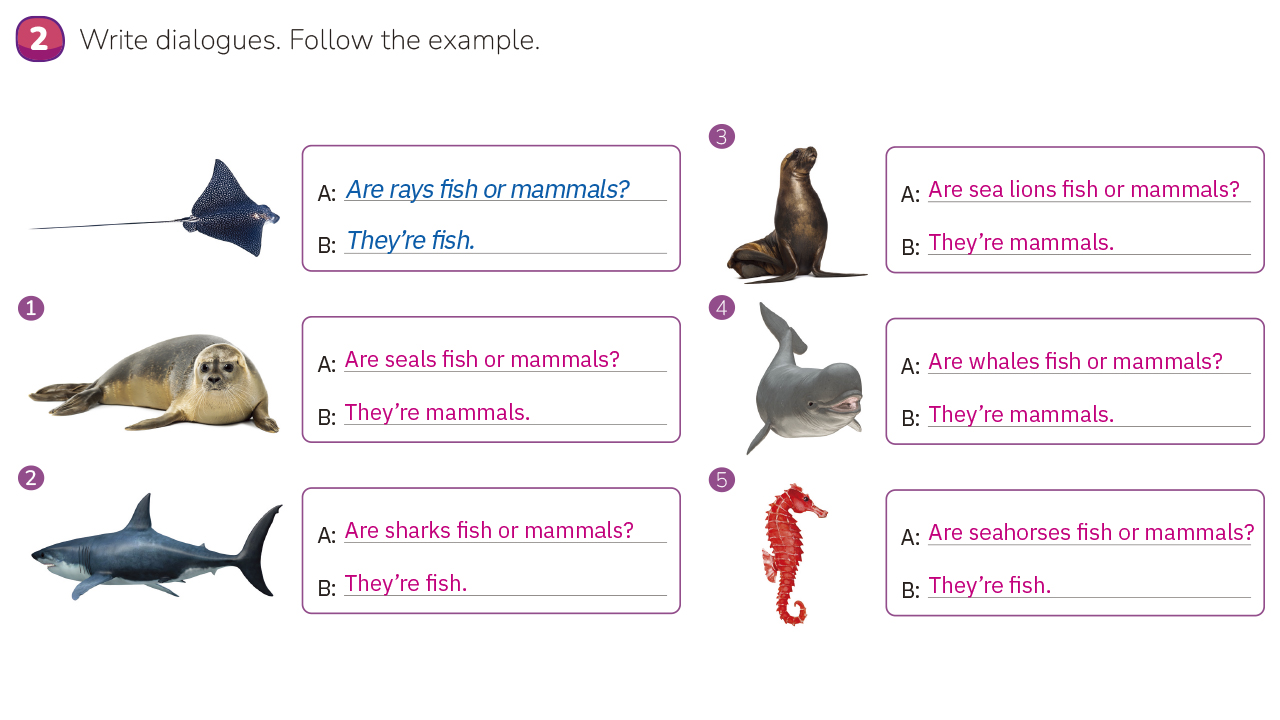 2 Write dialogues. Follow the example.
A: Are rays fish or mammals?
B: They’re fish.
1
A: Are seals fish or mammals?
B: They’re mammals.
2
A: Are sharks fish or mammals?
B: They’re fish.
3
A: Are sea lions fish or mammals?
B: They’re mammals.
4
A: Are whales fish or mammals?
B: They’re mammals.
5
A: Are seahorses fish or mammals?
B: They’re fish.